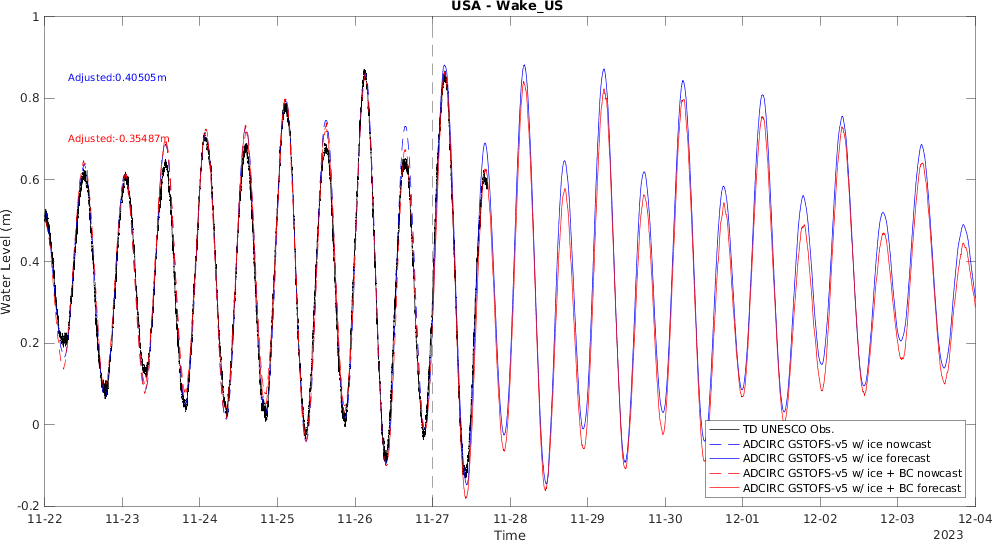 USA - Wake_US
Water Level (m)
1
0.8
0.6
0.4
0.2
0
-0.2
Adjusted:0.40505m
Adjusted:-0.35487m
TD UNESCO Obs.
ADCIRC GSTOFS-v5 w/ ice nowcast
ADCIRC GSTOFS-v5 w/ ice forecast
ADCIRC GSTOFS-v5 w/ ice + BC nowcast
ADCIRC GSTOFS-v5 w/ ice + BC forecast
11-22 11-23 11-24 11-25 11-26 11-27 11-28 11-29 11-30 12-01 12-02 12-03 12-04
Time
2023